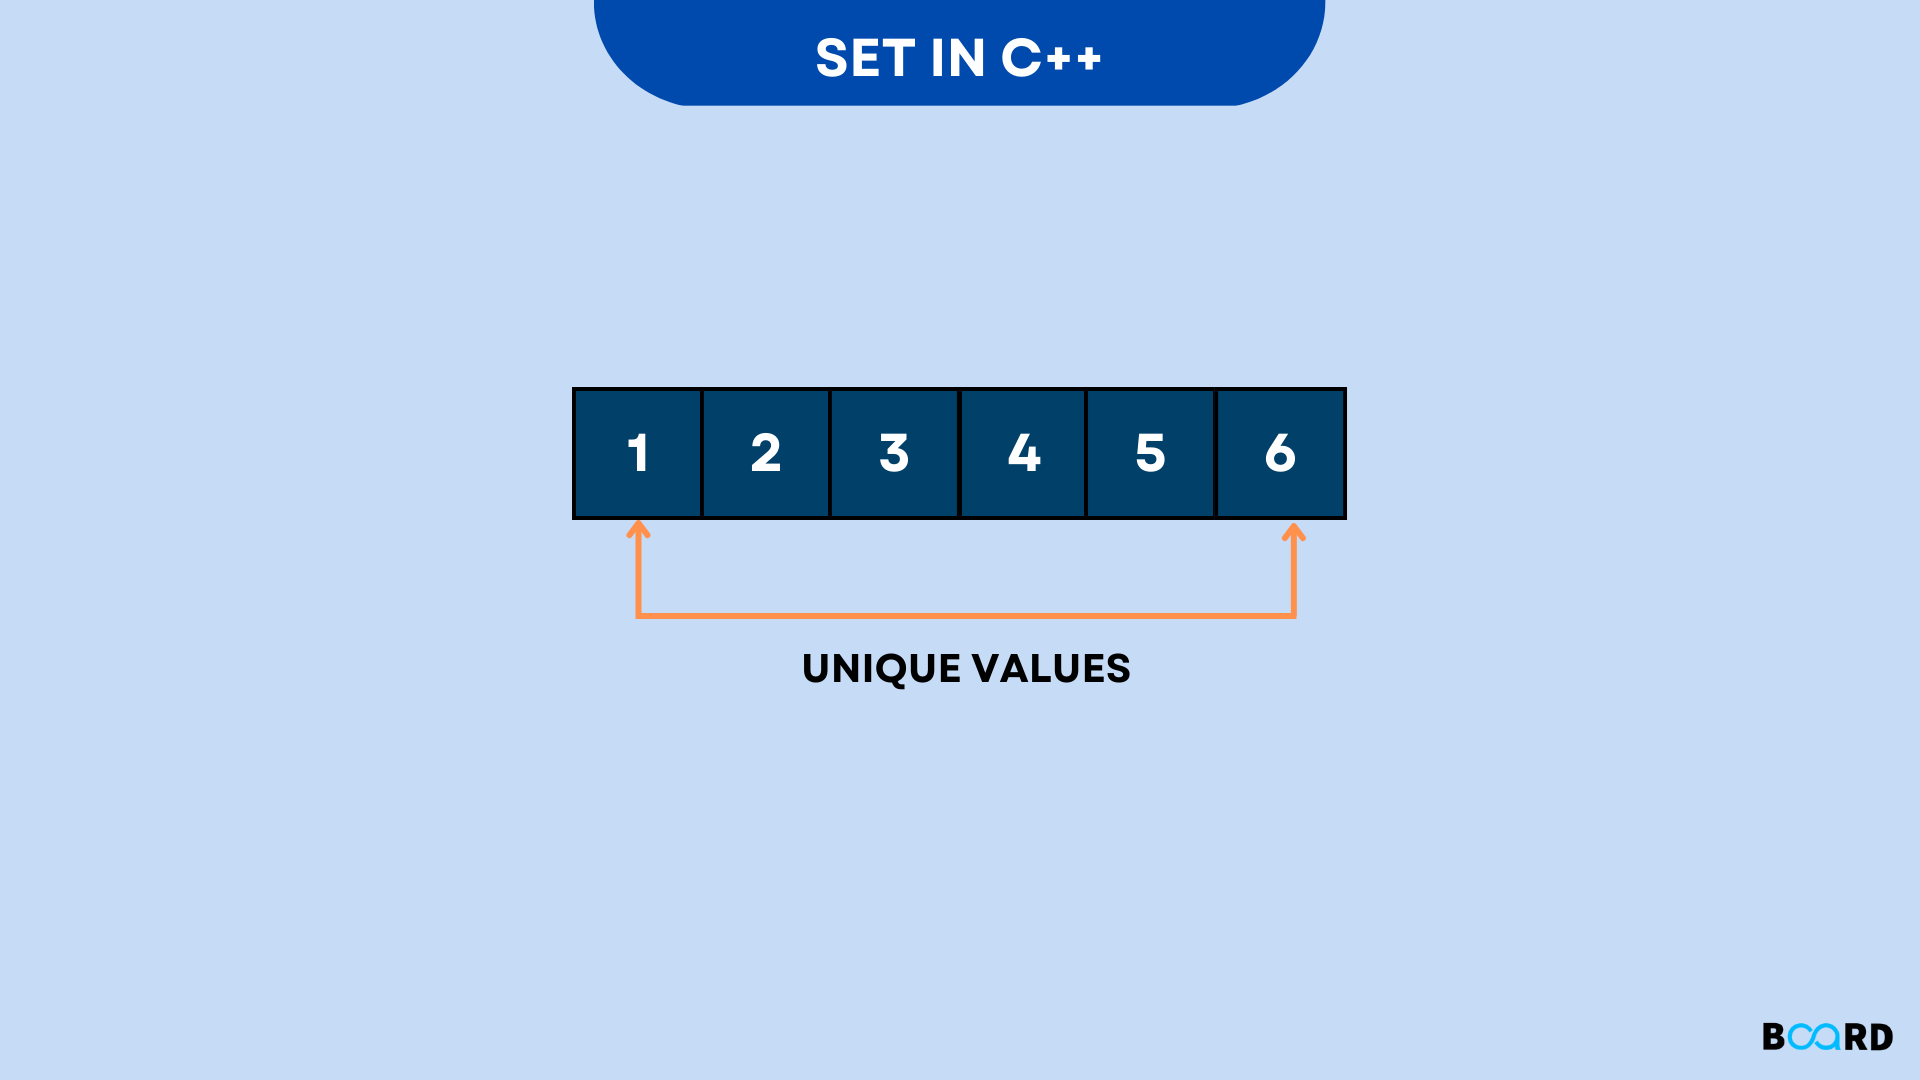 SET IN C++
1 2 3 4 5 6
UNIQUE VALUES
BOARD